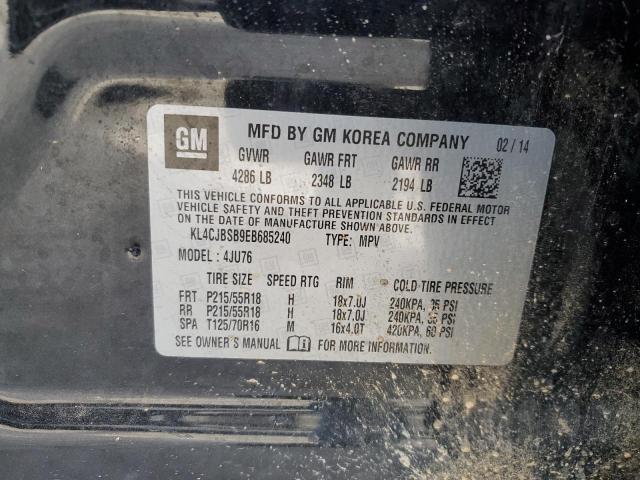 GM MFD BY GM KOREA COMPANY 02 / 14
GVWR GAWR FRT GAWR RR
4286 LB 2348 LB 2194 LB
THIS VEHICLE CONFORMS TO ALL APPLICABLE U.S. FEDERAL MOTOR
VEHICLE SAFETY AND THEFT PREVENTION STANDARDS IN EFFECT
ON THE DATE OF MANUFACTURE SHOWN ABOVE.
KL4CJBSB9EB685240 TYPE: MPV
MODEL : 4JU76
TIRE SIZE SPEED RTG RIM COLD TIRE PRESSURE
FRT P215/55R18 H 18x7.0J 240KPA, 35 PSI
RR P215/55R18 H 18x7.0J 240KPA, 35 PSI
SPA T125/70R16 M 16x4.0T 420KPA, 60 PSI
SEE OWNER'S MANUAL FOR MORE INFORMATION